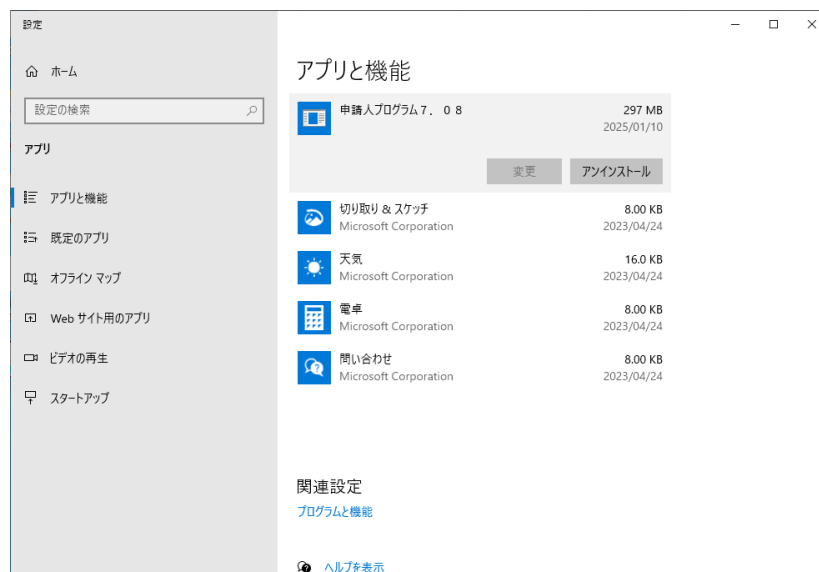 設定
ホーム
設定の検索
アプリ
アプリと機能
既定のアプリ
オフライン マップ
Web サイト用のアプリ
ビデオの再生
スタートアップ
アプリと機能
申請人プログラム7．08 297 MB
2025/01/10
変更 アンインストール
切り取り & スケッチ 8.00 KB
Microsoft Corporation 2023/04/24
天気 16.0 KB
Microsoft Corporation 2023/04/24
電卓 8.00 KB
Microsoft Corporation 2023/04/24
問い合わせ 8.00 KB
Microsoft Corporation 2023/04/24
関連設定
プログラムと機能
ヘルプを表示